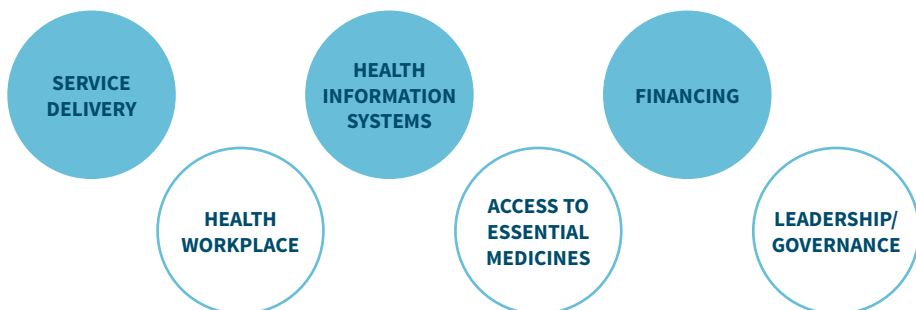 SERVICE
DELIVERY
HEALTH
INFORMATION
SYSTEMS
FINANCING
HEALTH
WORKPLACE
ACCESS TO
ESSENTIAL
MEDICINES
LEADERSHIP/
GOVERNANCE